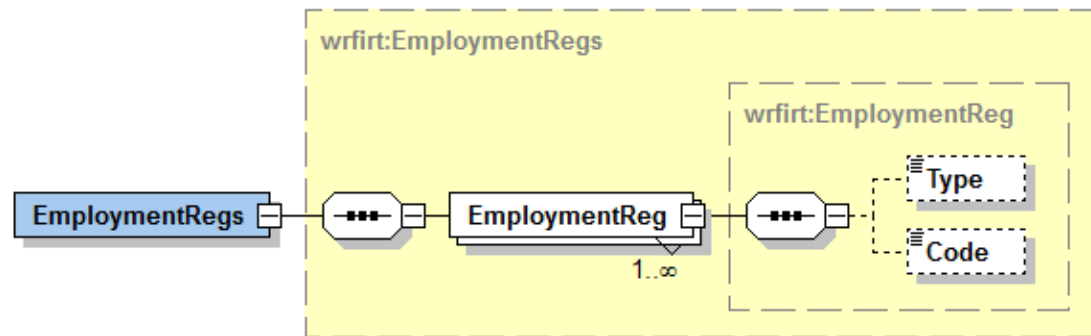 wrfirt:EmploymentRegs
wrfirt:EmploymentReg
EmploymentRegs
EmploymentReg
1..∞
Type
Code